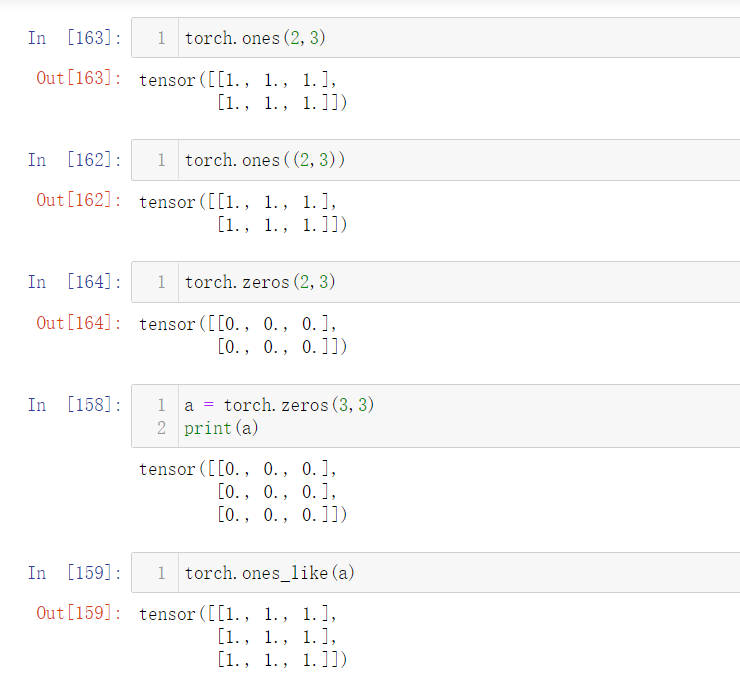 In [163]: 1 torch.ones(2,3)
Out[163]: tensor([[1., 1., 1.],
[1., 1., 1.]])
In [162]: 1 torch.ones((2,3))
Out[162]: tensor([[1., 1., 1.],
[1., 1., 1.]])
In [164]: 1 torch.zeros(2,3)
Out[164]: tensor([[0., 0., 0.],
[0., 0., 0.]])
In [158]: 1 a = torch.zeros(3,3)
2 print(a)
tensor([[0., 0., 0.],
[0., 0., 0.],
[0., 0., 0.]])
In [159]: 1 torch.ones_like(a)
Out[159]: tensor([[1., 1., 1.],
[1., 1., 1.],
[1., 1., 1.]])